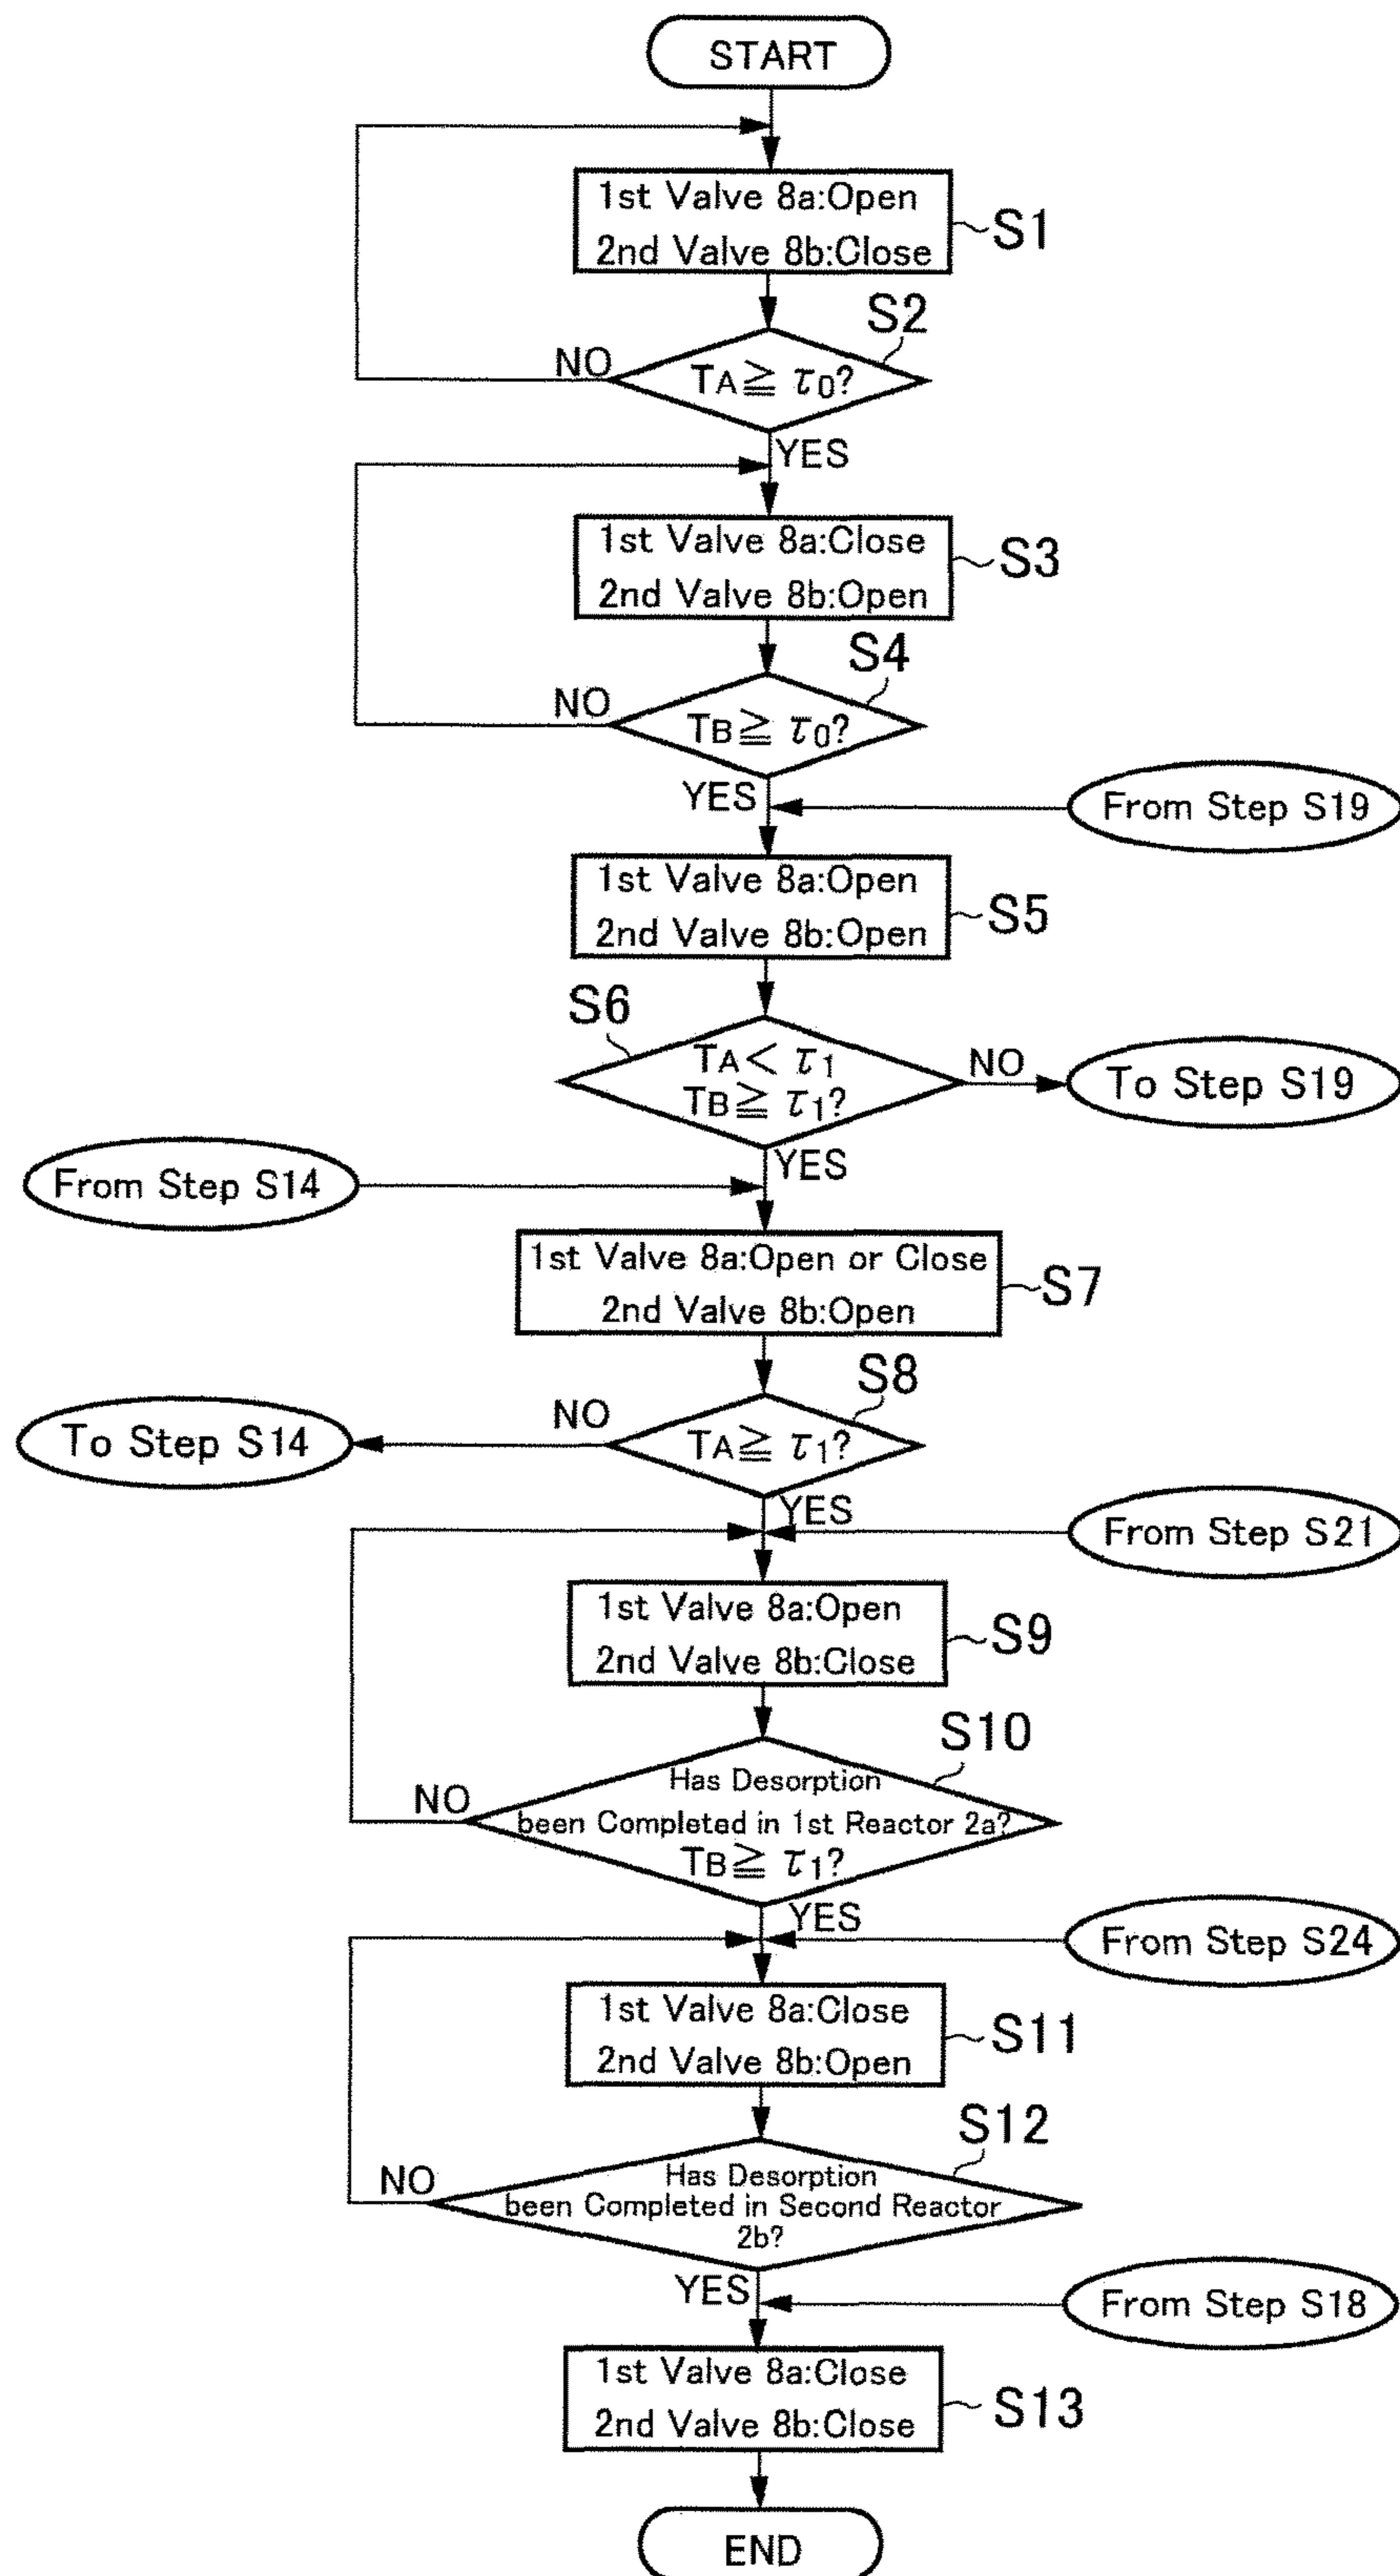 START
1st Valve 8a:Open
2nd Valve 8b:Close
S1
S2
NO
TA≧ τ0?
YES
1st Valve 8a:Close
2nd Valve 8b:Open
S3
S4
NO
TB≧ τ0?
YES
From Step S19
1st Valve 8a:Open
2nd Valve 8b:Open
S5
S6
TA< τ1
TB≧ τ1?
NO
To Step S19
YES
From Step S14
1st Valve 8a:Open or Close
2nd Valve 8b:Open
S7
S8
NO
To Step S14
TA≧ τ1?
YES
From Step S21
1st Valve 8a:Open
2nd Valve 8b:Close
S9
S10
NO
Has Desorption
been Completed in 1st Reactor 2a?
TB≧ τ1?
YES
From Step S24
1st Valve 8a:Close
2nd Valve 8b:Open
S11
S12
NO
Has Desorption
been Completed in Second Reactor
2b?
YES
From Step S18
1st Valve 8a:Close
2nd Valve 8b:Close
S13
END